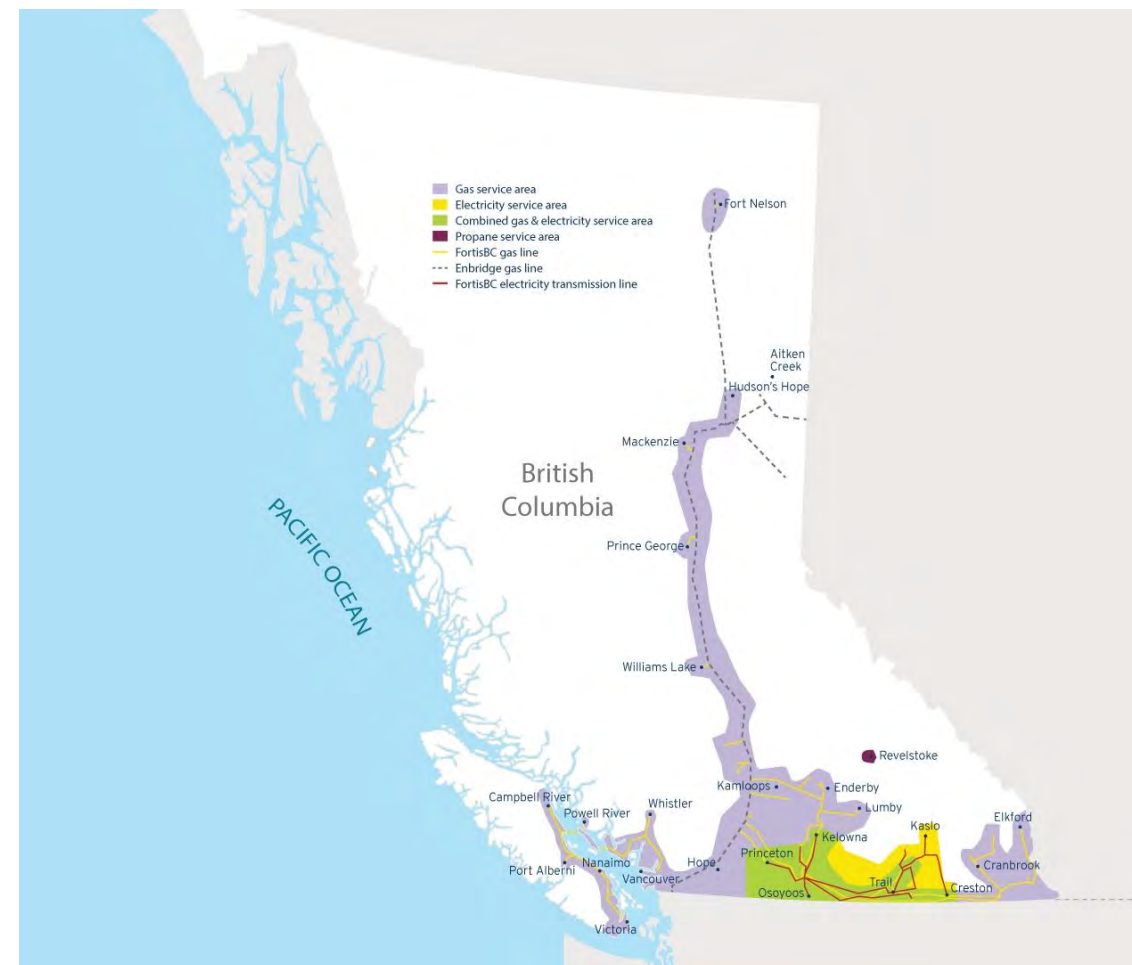 Gas service area
Electricity service area
Combined gas & electricity service area
Propane service area
FortisBC gas line
Enbridge gas line
FortisBC electricity transmission line
Fort Nelson
Aitken
Creek
Hudson's Hope
Mackenzie
British
Columbia
PACIFIC OCEAN
Prince George
Williams Lake
Revelstoke
Kamloops
Enderby
Campbell River
Whistler
Lumby
Powell River
Elkford
Kaslo
Kelowna
Port Alberni
Nanaimo
Vancouver
Hope
Princeton
Cranbrook
Trail
Creston
Osoyoos
Victoria